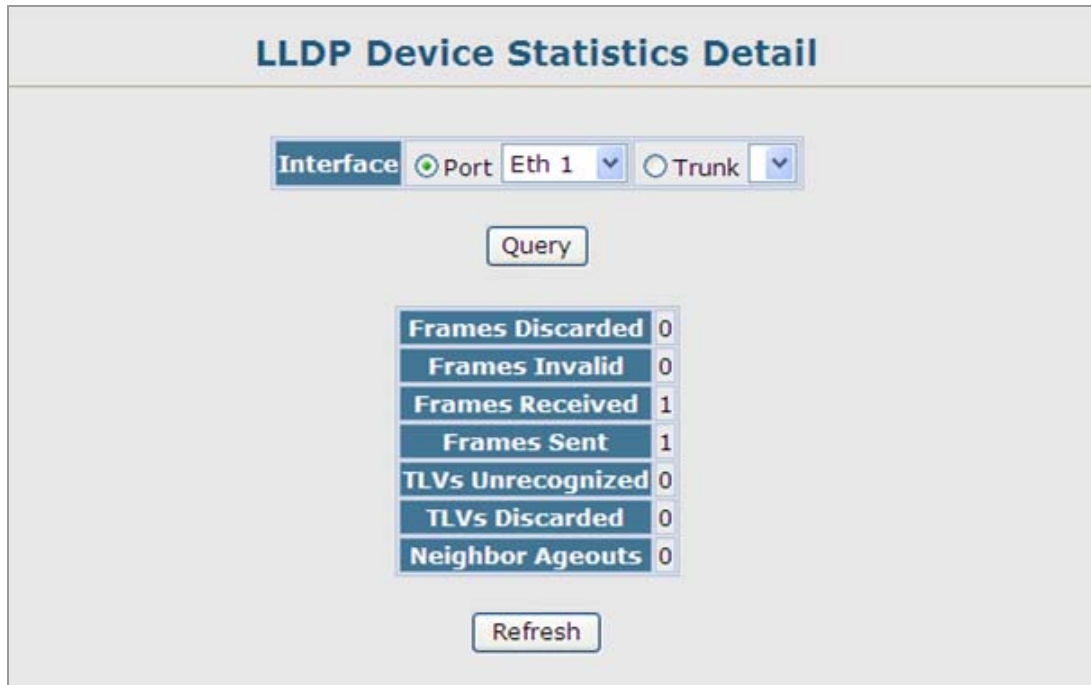 LLDP Device Statistics Detail
Interface Port Eth 1 Trunk
Query
Frames Discarded 0
Frames Invalid 0
Frames Received 1
Frames Sent 1
TLVs Unrecognized 0
TLVs Discarded 0
Neighbor Ageouts 0
Refresh